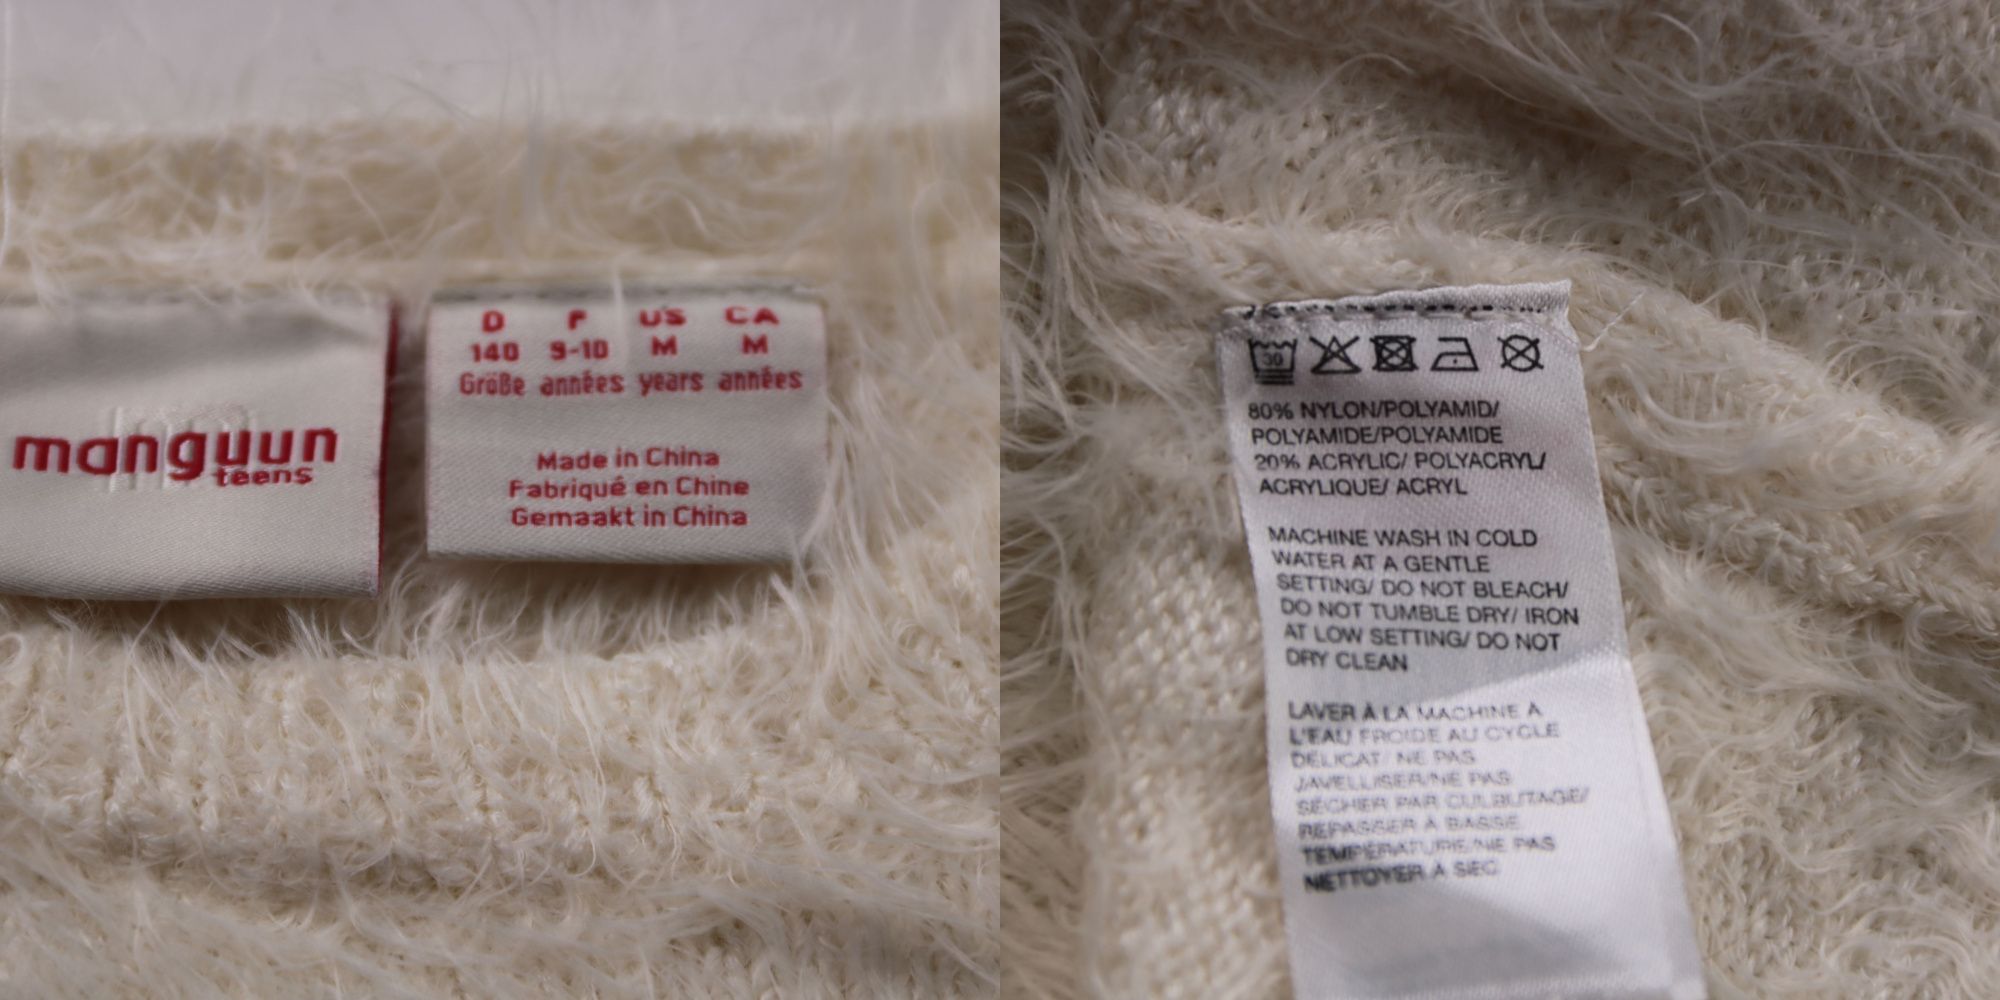 manguun
teens
D F US CA
140 9-10 M M
Größe années years années
Made in China
Fabriqué en Chine
Gemaakt in China
30
80% NYLON/POLYAMID/
POLYAMIDE/POLYAMIDE
20% ACRYLIC/ POLYACRYL/
ACRYLIQUE/ ACRYL
MACHINE WASH IN COLD
WATER AT A GENTLE
SETTING/ DO NOT BLEACH/
DO NOT TUMBLE DRY/ IRON
AT LOW SETTING/ DO NOT
DRY CLEAN
LAVER À LA MACHINE A
L'EAU FROIDE AU CYCLE
DÉLICAT/ NE PAS
JAVELLISER/NE PAS
SÉCHER PAR CULBUTAGE/
REPASSER À BASSE
TEMPÉRATURE/NE PAS
NETTOYER À SEC